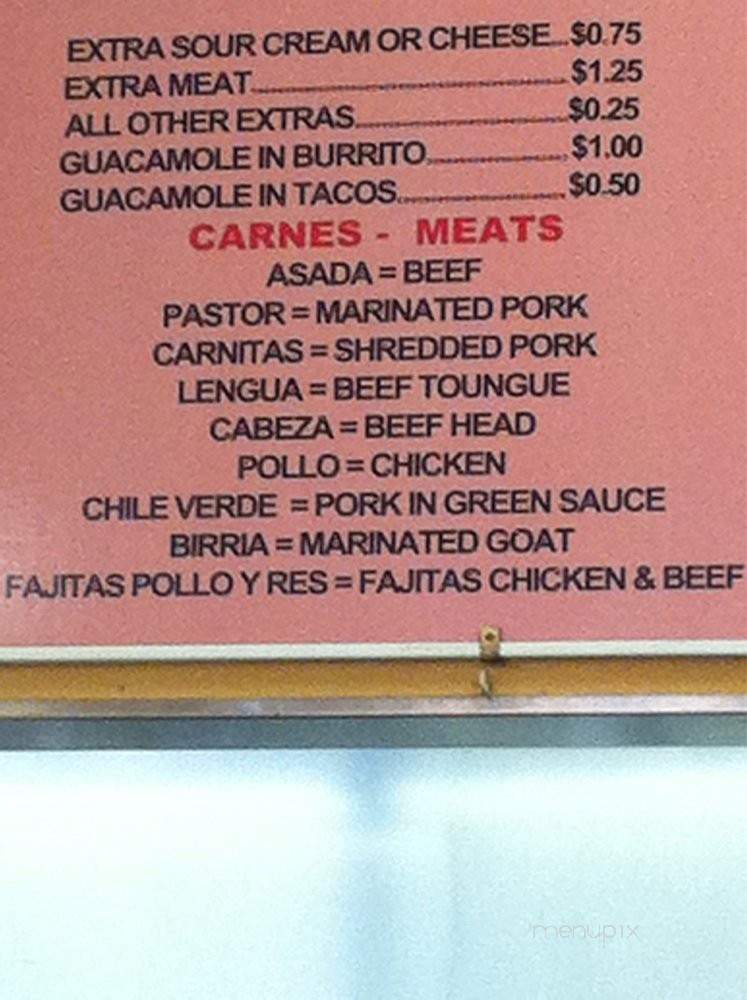 EXTRA SOUR CREAM OR CHEESE...$0.75
EXTRA MEAT..............................$1.25
ALL OTHER EXTRAS....................$0.25
GUACAMOLE IN BURRITO.............$1.00
GUACAMOLE IN TACOS................$0.50
CARNES - MEATS
ASADA = BEEF
PASTOR = MARINATED PORK
CARNITAS = SHREDDED PORK
LENGUA = BEEF TOUNGUE
CABEZA = BEEF HEAD
POLLO = CHICKEN
CHILE VERDE = PORK IN GREEN SAUCE
BIRRIA = MARINATED GOAT
FAJITAS POLLO Y RES = FAJITAS CHICKEN & BEEF
menupix